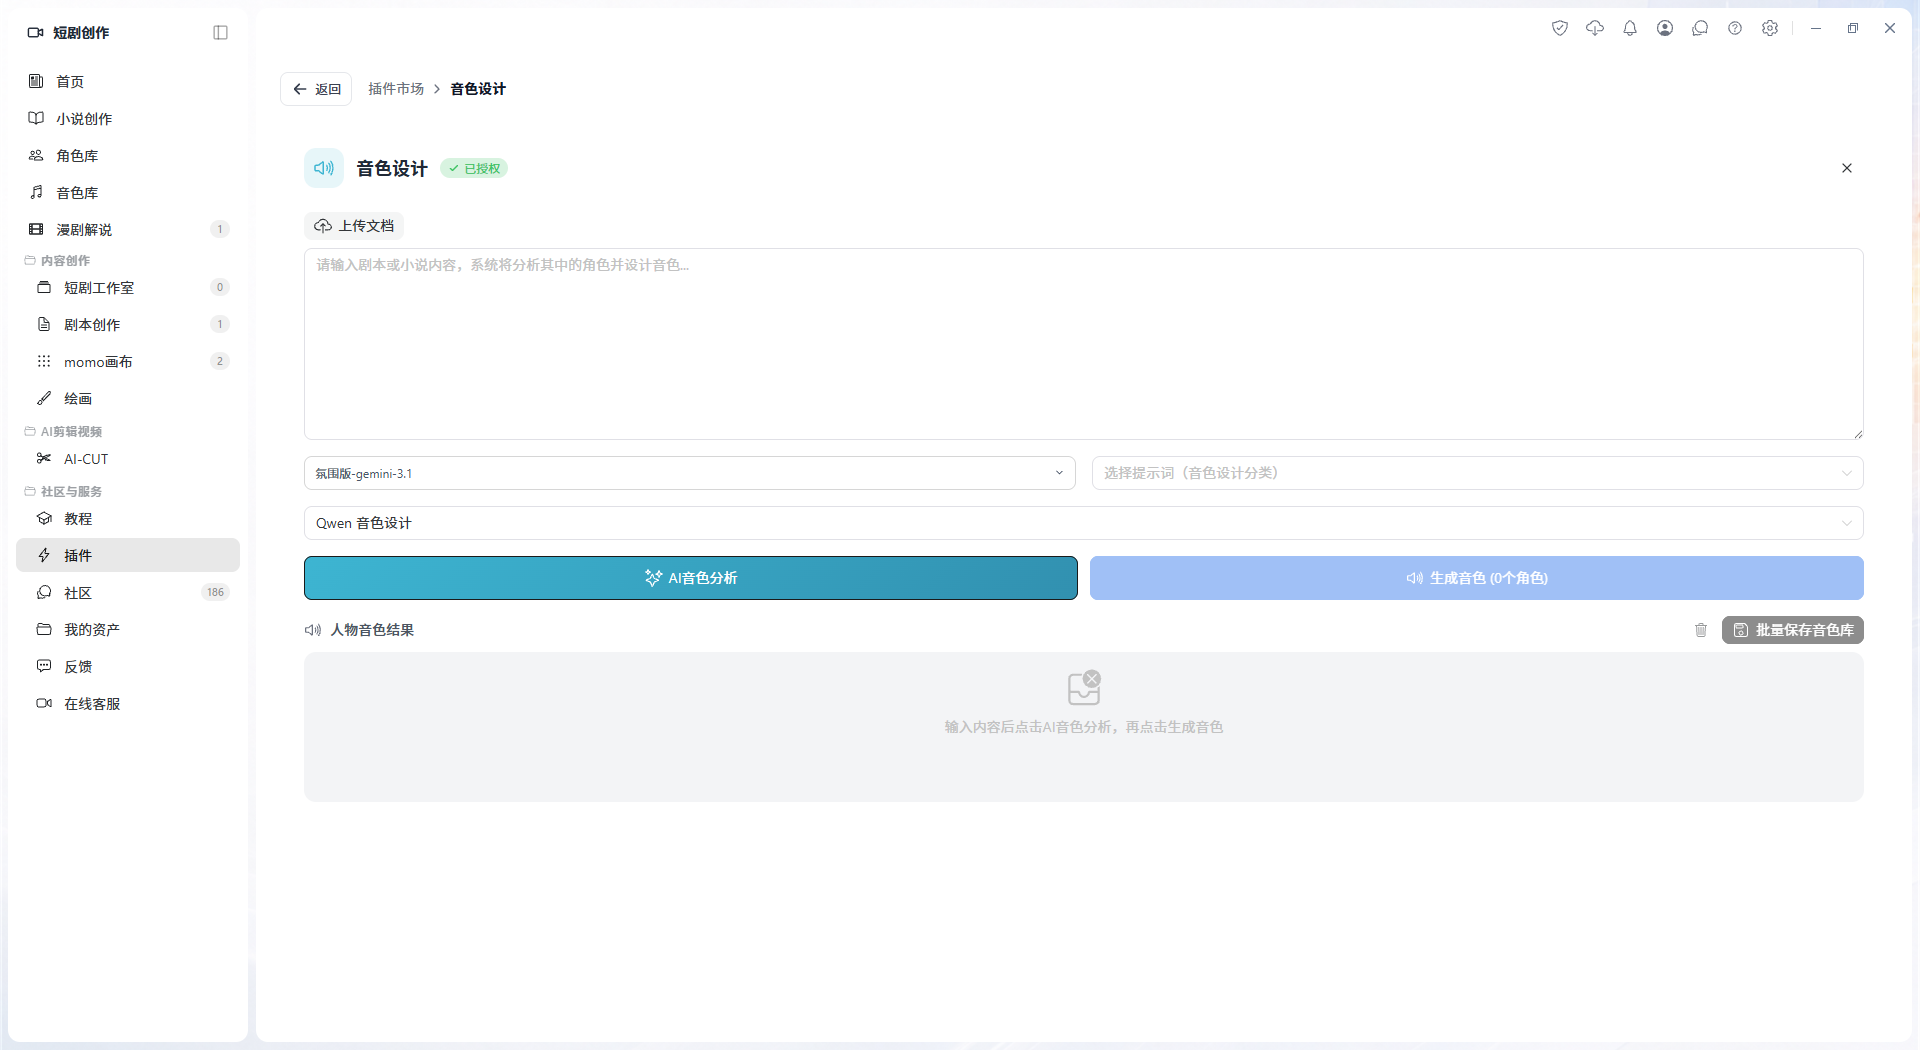 短剧创作
首页
小说创作
角色库
音色库
漫剧解说 1
内容创作
短剧工作室 0
剧本创作 1
momo画布 2
绘画
AI剪辑视频
AI-CUT
社区与服务
教程
插件
社区 186
我的资产
反馈
在线客服
返回 插件市场 > 音色设计
音色设计 已授权
上传文档
请输入剧本或小说内容，系统将分析其中的角色并设计音色...
氛围版-gemini-3.1 选择提示词（音色设计分类）
Qwen 音色设计
AI音色分析 生成音色 (0个角色)
人物音色结果 批量保存音色库
输入内容后点击AI音色分析，再点击生成音色